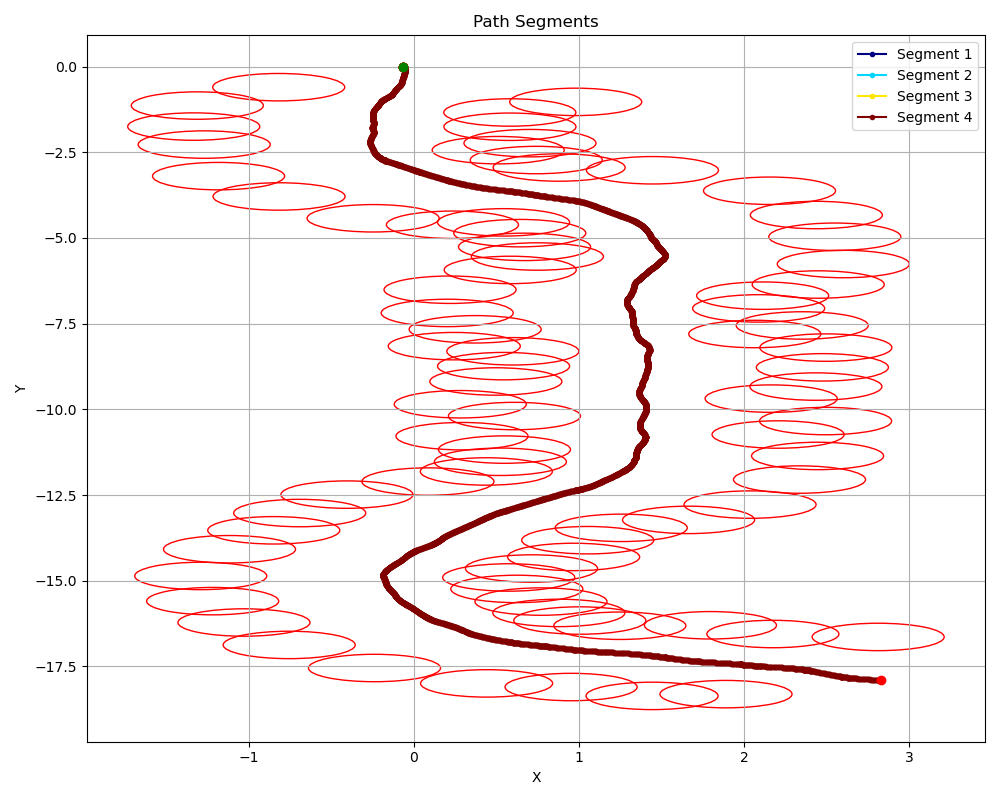 Path Segments
Segment 1
Segment 2
Segment 3
Segment 4
0.0
−2.5
−5.0
−7.5
−10.0
−12.5
−15.0
−17.5
Y
−1
0
1
2
3
X